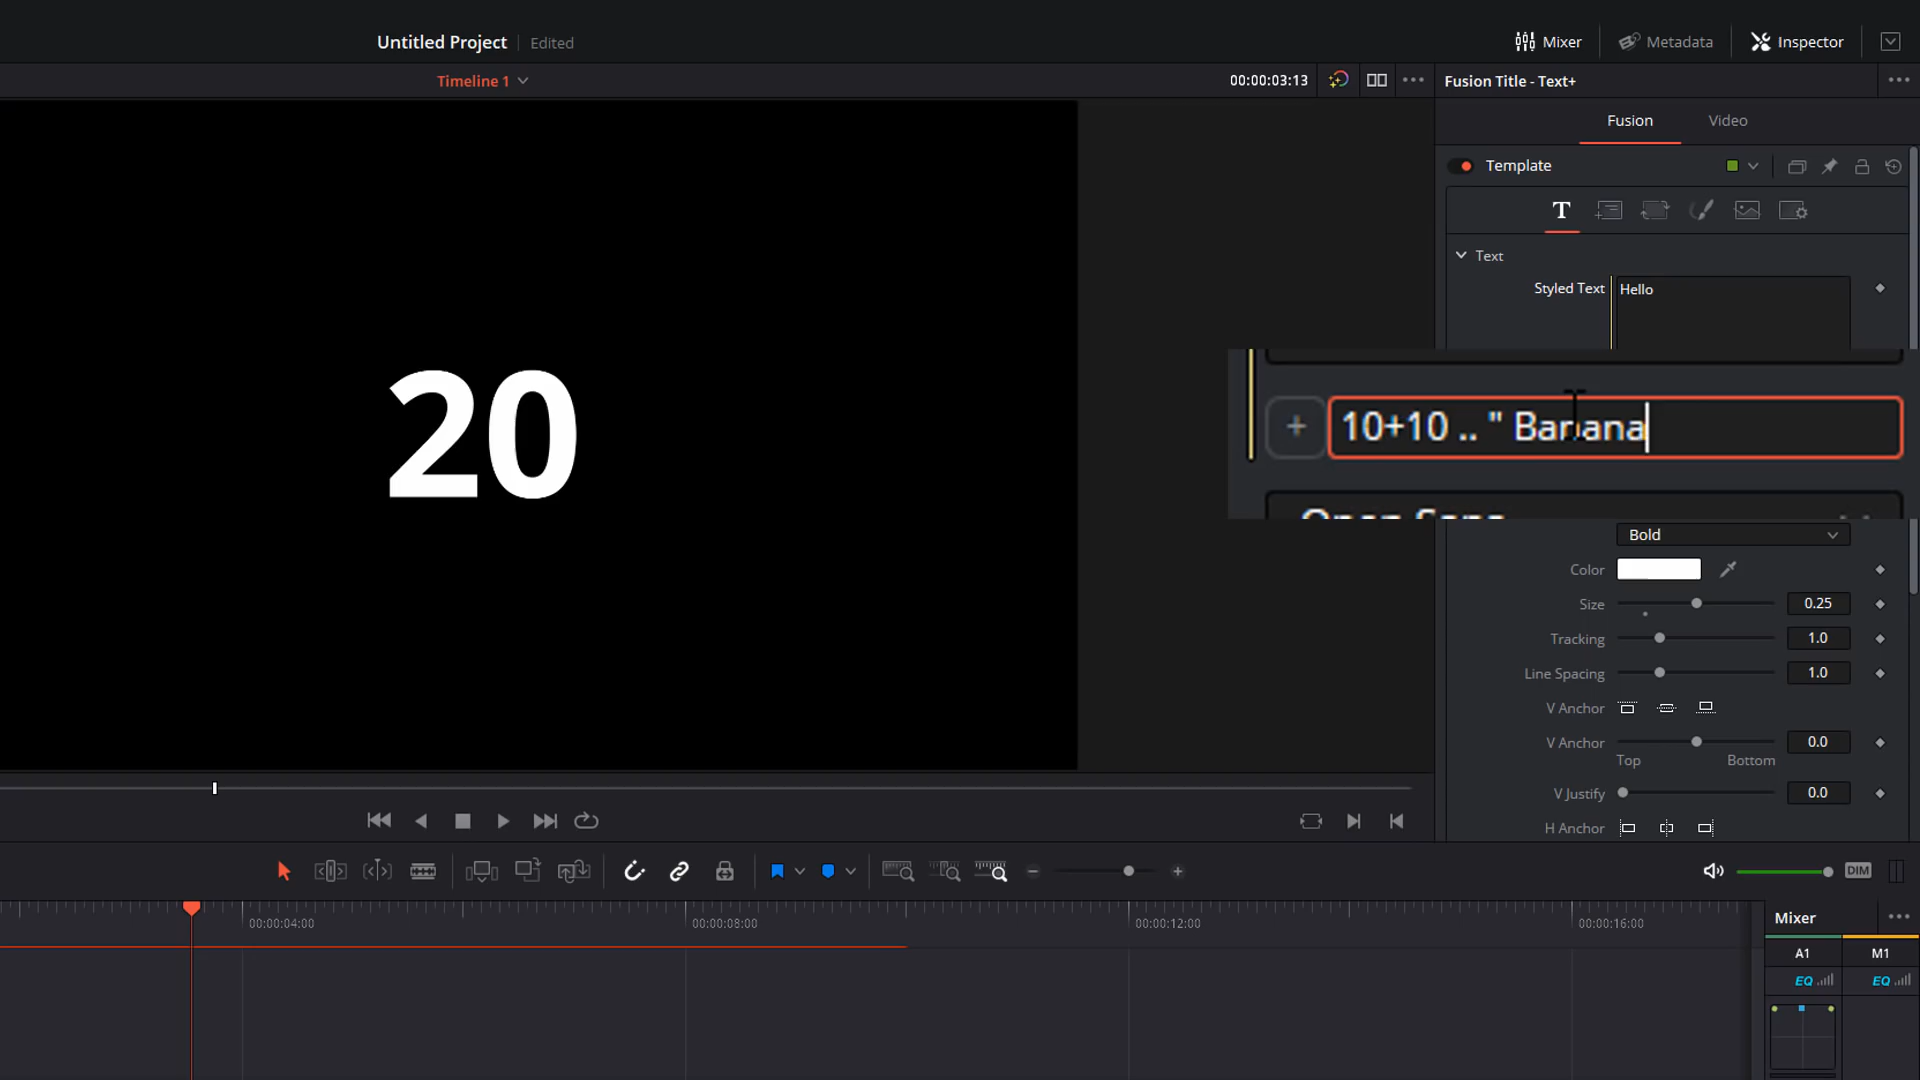 Untitled Project Edited
Mixer Metadata Inspector
Timeline 1 00:00:03:13
Fusion Title - Text+
Fusion Video
Template
T
Text
Styled Text Hello
20
+ 10+10 .. " Banana
Open Sans
Bold
Color
Size 0.25
Tracking 1.0
Line Spacing 1.0
V Anchor
V Anchor 0.0
Top Bottom
V Justify 0.0
H Anchor
DIM
00:00:04:00 00:00:08:00 00:00:12:00 00:00:16:00
Mixer
A1 M1
EQ EQ